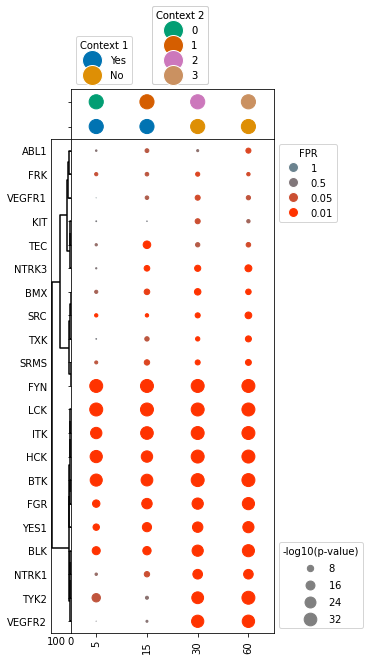 Context 2
0
1
2
3
Context 1
Yes
No
ABL1
FRK
VEGFR1
KIT
TEC
NTRK3
BMX
SRC
TXK
SRMS
FYN
LCK
ITK
HCK
BTK
FGR
YES1
BLK
NTRK1
TYK2
VEGFR2
100 0
5
15
30
60
FPR
1
0.5
0.05
0.01
-log10(p-value)
8
16
24
32